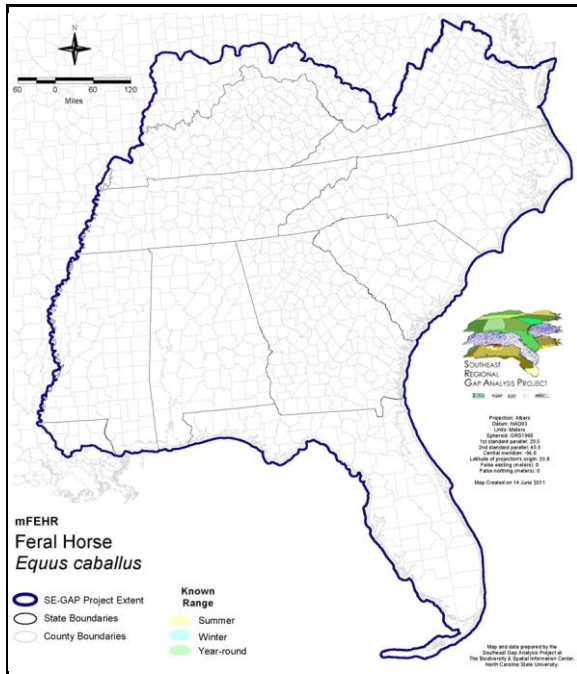 N
60 0 60 120
Miles
SOUTHEAST
REGIONAL
GAP ANALYSIS PROJECT
Projection: Albers
Datum: NAD83
Units: Meters
Spheroid: GRS1980
1st standard parallel: 29.5
2nd standard parallel: 45.5
Central meridian: -96.0
Latitude of projection's origin: 23.0
False easting (meters): 0
False northing (meters): 0
Map Created on 14 June 2011
mFEHR
Feral Horse
Equus caballus
SE-GAP Project Extent
State Boundaries
County Boundaries
Known
Range
Summer
Winter
Year-round
Map and data prepared by the
Southeast Gap Analysis Project at
The Biodiversity & Spatial Information Center,
North Carolina State University.